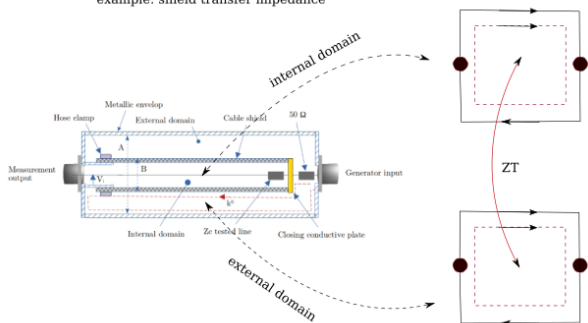 example: shield transfer impedance
internal domain
Metallic envelop
Hose clamp
External domain
Cable shield
50 Ω
A
B
Measurement
output
V
Generator input
ZT
Internal domain
Zc tested line
Closing conductive plate
external domain